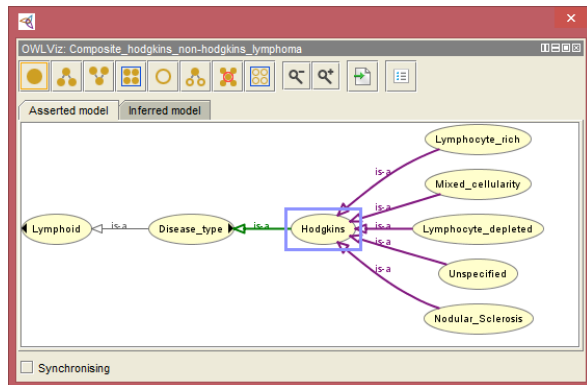 OWLViz: Composite_hodgkins_non-hodgkins_lymphoma
Asserted model Inferred model
Lymphocyte_rich
is-a
Mixed_cellularity
is-a
Lymphoid is-a Disease_type is-a Hodgkins is-a Lymphocyte_depleted
is-a
Unspecified
is-a
Nodular_Sclerosis
Synchronising